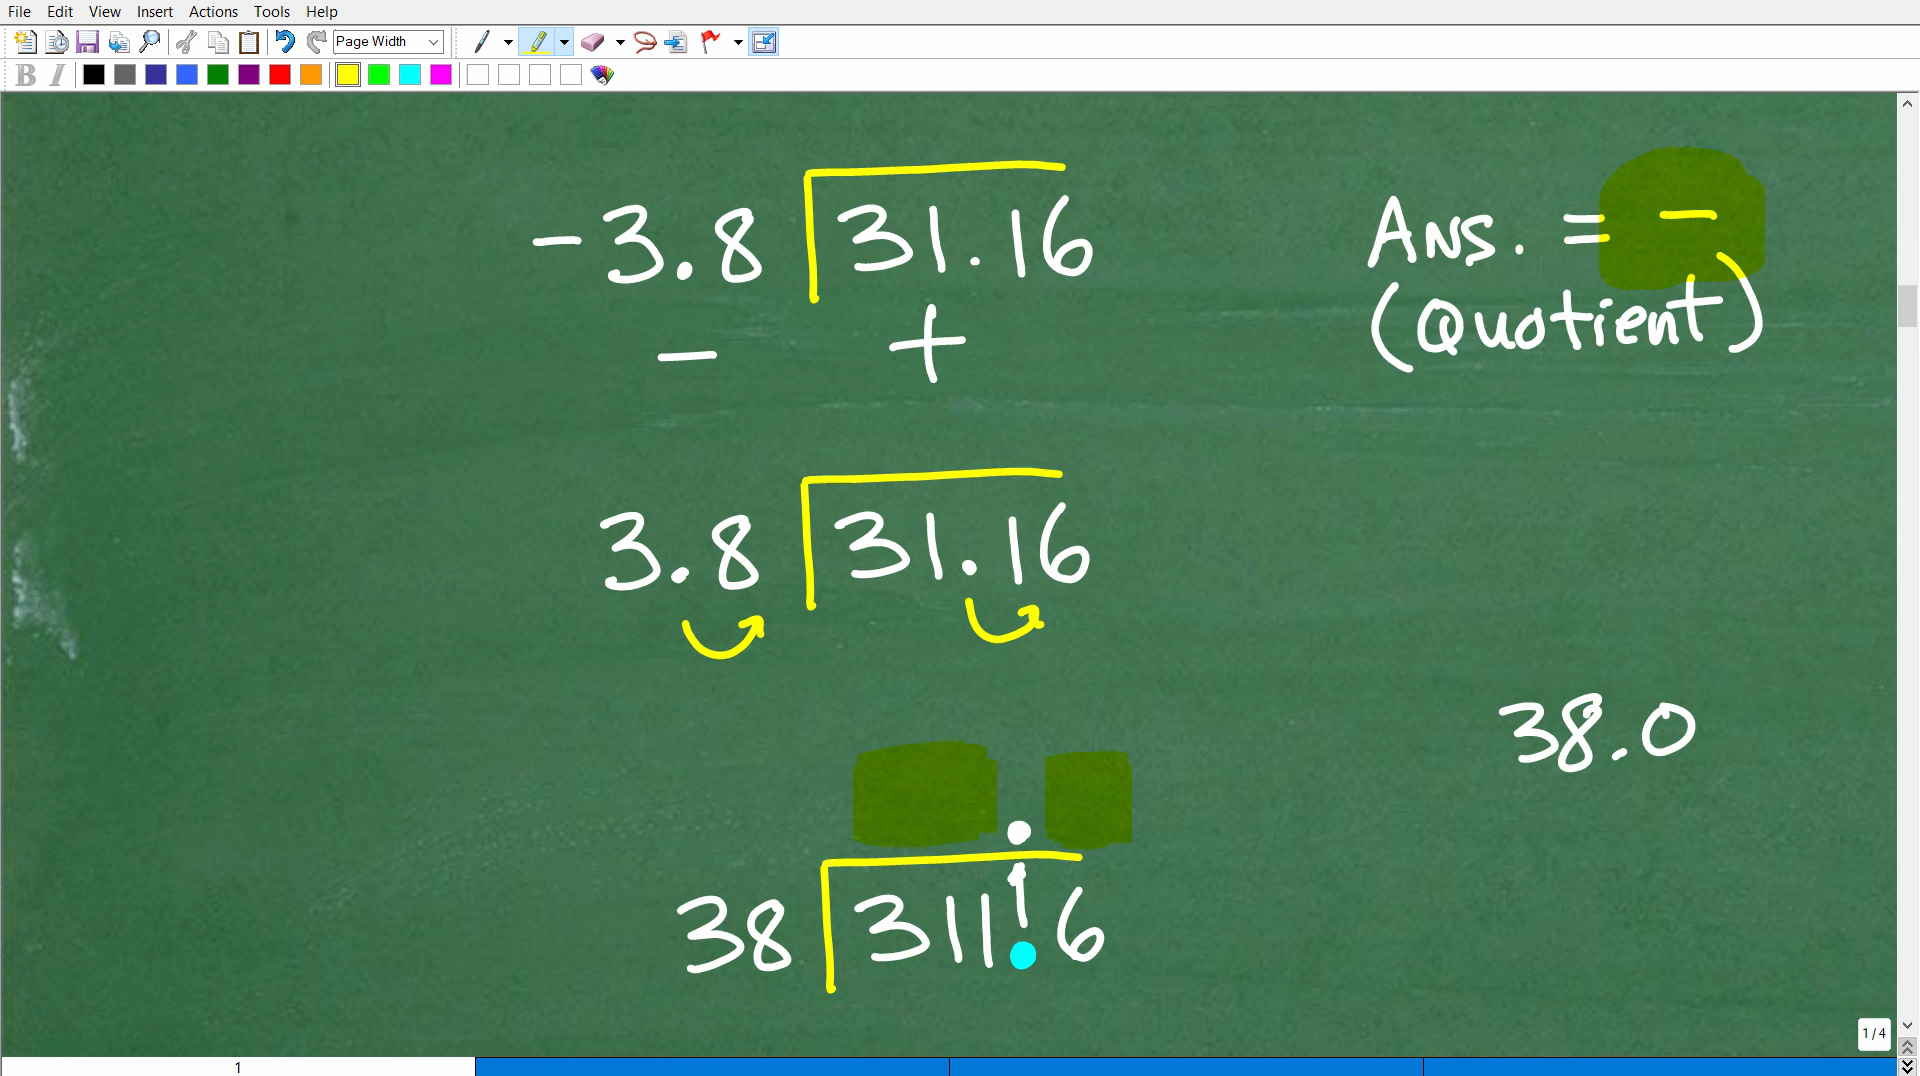 File Edit View Insert Actions Tools Help
Page Width
B I
-3.8 31.16
Ans. = -
- +
(Quotient)
3.8 31.16
38.0
.
38 311.6
1 / 4
1